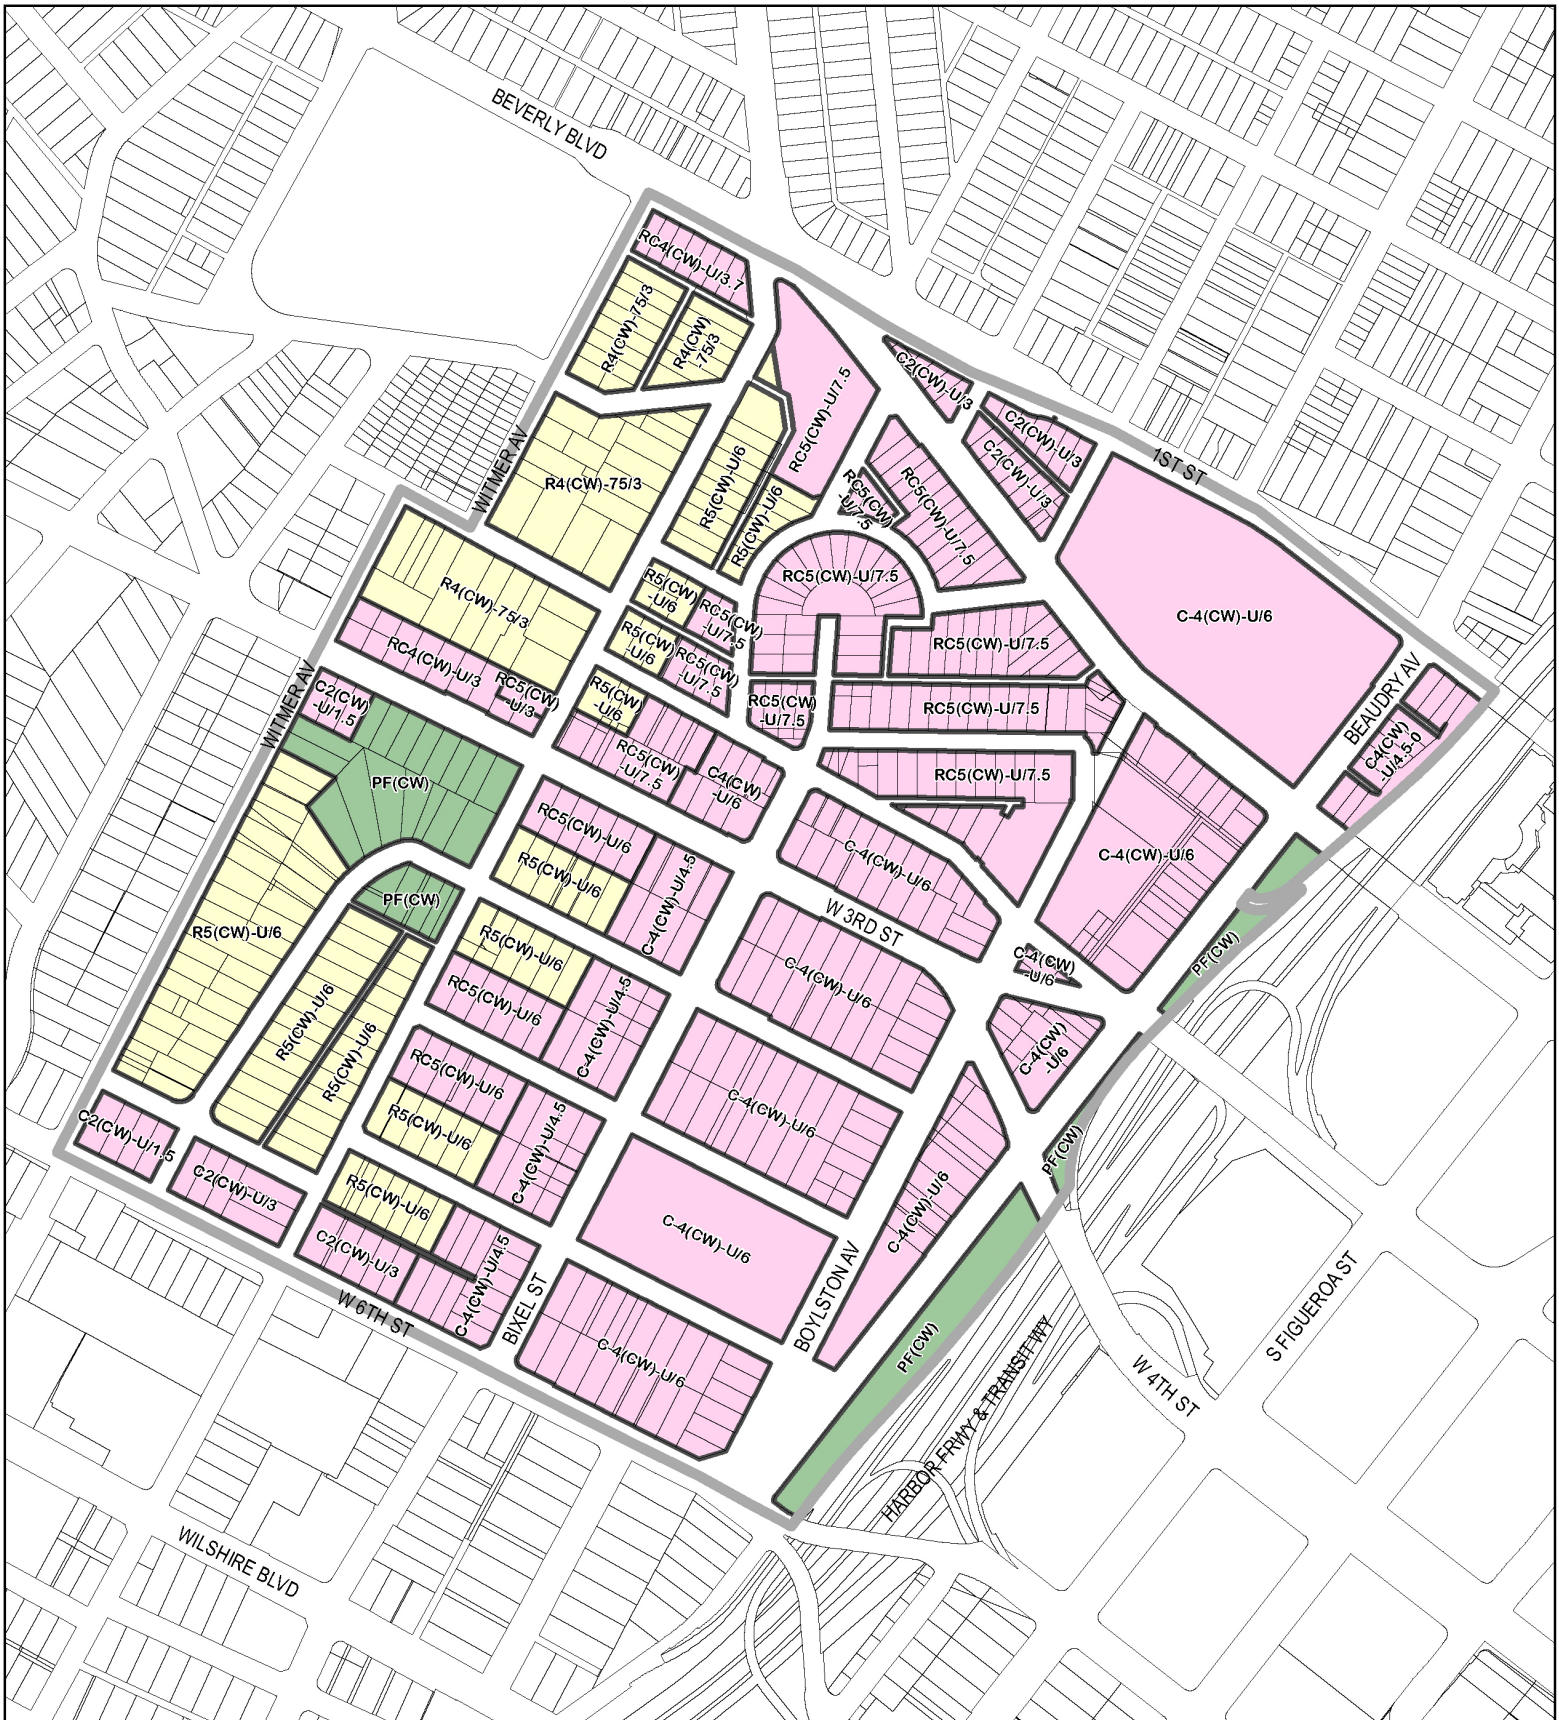 BEVERLY BLVD
RC4(CW)-U/3.7
R4(CW)-75/3
R4(CW)
-75/3
RC5(CW)-U/7.5
C2(CW)-U/3
C2(CW)-U/3
C2(CW)-U/3
1ST ST
WITMER AV
R4(CW)-75/3
R5(CW)-U/6
R5(CW)-U/6
RC5(CW)
-U/7.5
RC5(CW)-U/7.5
R4(CW)-75/3
R5(CW)
-U/6
RC5(CW)
-U/7.5
RC5(CW)-U/7.5
C-4(CW)-U/6
R5(CW)
-U/6
RC5(CW)
-U/7.5
RC5(CW)-U/7.5
RC4(CW)-U/3
RC5(CW)
-U/3
WITMER AV
C2(CW)
-U/1.5
R5(CW)
-U/6
RC5(CW)
-U/7.5
RC5(CW)-U/7.5
BEAUDRY AV
C4(CW)
-U/4.5-0
PF(CW)
RC5(CW)
-U/7.5
C4(CW)
-U/6
RC5(CW)-U/7.5
RC5(CW)-U/6
C-4(CW)-U/6
C-4(CW)-U/6
R5(CW)-U/6
C-4(CW)-U/4.5
PF(CW)
W 3RD ST
R5(CW)-U/6
R5(CW)-U/6
C-4(CW)
-U/6
PF(CW)
RC5(CW)-U/6
C-4(CW)-U/4.5
C-4(CW)-U/6
R5(CW)-U/6
R5(CW)-U/6
C-4(CW)
-U/6
RC5(CW)-U/6
C-4(CW)-U/6
R5(CW)-U/6
C-4(CW)-U/4.5
PF(CW)
C2(CW)-U/1.5
C2(CW)-U/3
R5(CW)-U/6
C-4(CW)-U/6
C-4(CW)-U/6
C2(CW)-U/3
C-4(CW)-U/4.5
W 6TH ST
BIXEL ST
BOYLSTON AV
C-4(CW)-U/6
PF(CW)
S FIGUEROA ST
W 4TH ST
HARBOR FRWY & TRANSIT WY
WILSHIRE BLVD